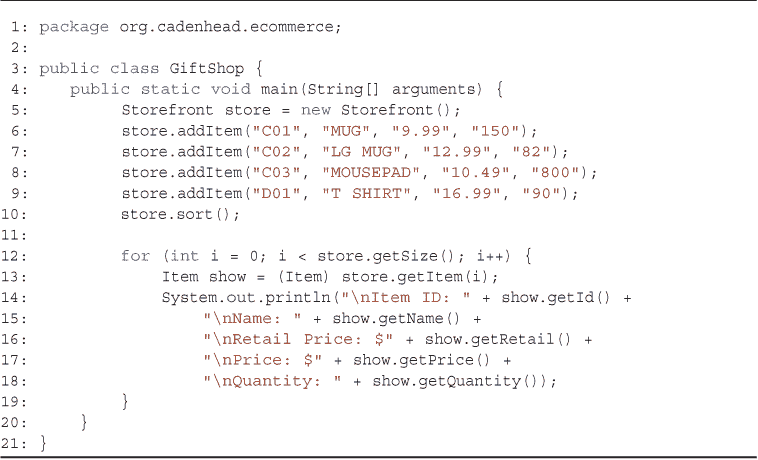 1: package org.cadenhead.ecommerce;
2:
3: public class GiftShop {
4:    public static void main(String[] arguments) {
5:         Storefront store = new Storefront();
6:         store.addItem("C01", "MUG", "9.99", "150");
7:         store.addItem("C02", "LG MUG", "12.99", "82");
8:         store.addItem("C03", "MOUSEPAD", "10.49", "800");
9:         store.addItem("D01", "T SHIRT", "16.99", "90");
10:         store.sort();
11:
12:         for (int i = 0; i < store.getSize(); i++) {
13:             Item show = (Item) store.getItem(i);
14:             System.out.println("\nItem ID: " + show.getId() +
15:                 "\nName: " + show.getName() +
16:                 "\nRetail Price: $" + show.getRetail() +
17:                 "\nPrice: $" + show.getPrice() +
18:                 "\nQuantity: " + show.getQuantity());
19:         }
20:     }
21: }